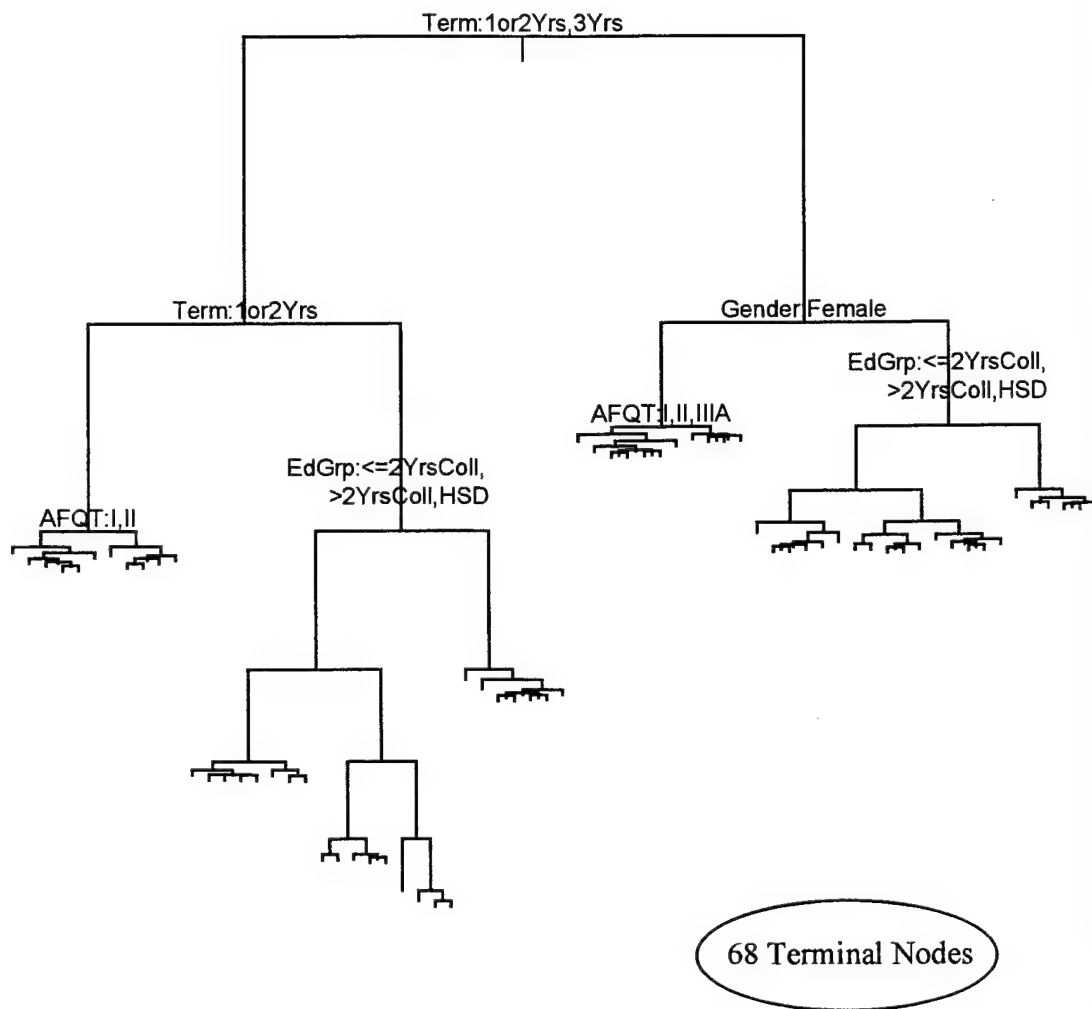 Term:1or2Yrs,3Yrs
Term:1or2Yrs
Gender:Female
EdGrp:<=2YrsColl,
>2YrsColl,HSD
AFQT:I,II,IIIA
EdGrp:<=2YrsColl,
>2YrsColl,HSD
AFQT:I,II
68 Terminal Nodes